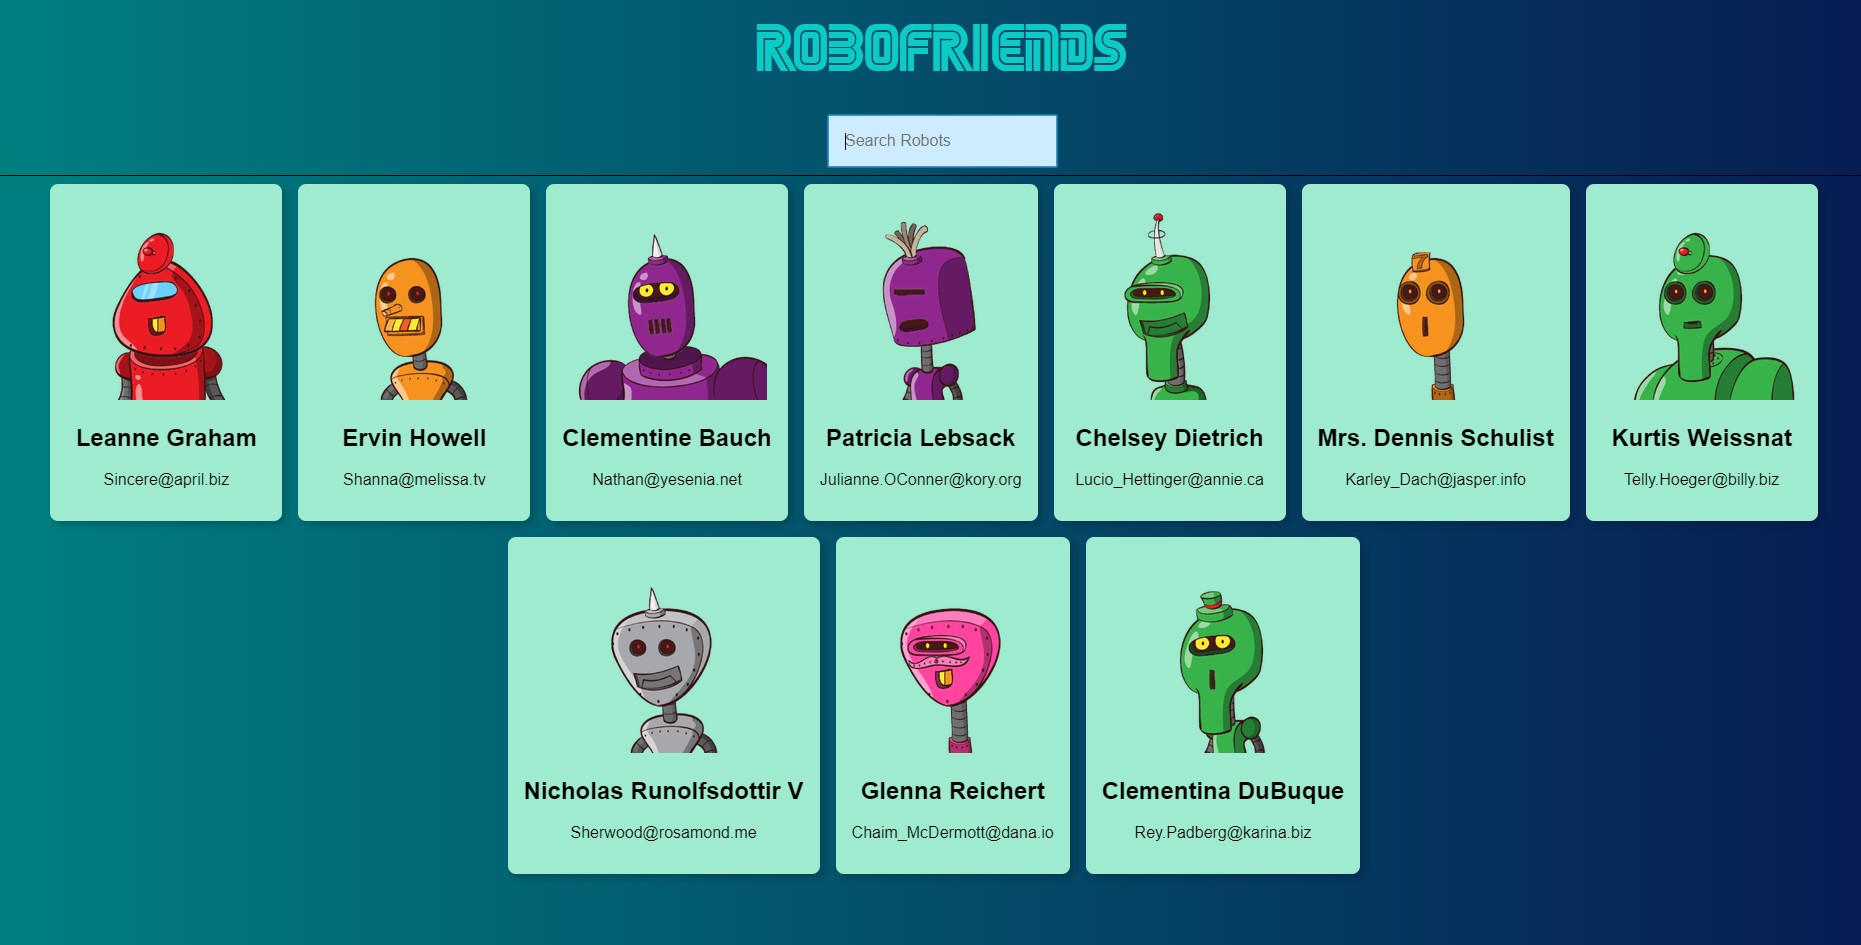 ROBOFRIENDS
Search Robots
7
Leanne Graham
Sincere@april.biz
Ervin Howell
Shanna@melissa.tv
Clementine Bauch
Nathan@yesenia.net
Patricia Lebsack
Julianne.OConner@kory.org
Chelsey Dietrich
Lucio_Hettinger@annie.ca
Mrs. Dennis Schulist
Karley_Dach@jasper.info
Kurtis Weissnat
Telly.Hoeger@billy.biz
Nicholas Runolfsdottir V
Sherwood@rosamond.me
Glenna Reichert
Chaim_McDermott@dana.io
Clementina DuBuque
Rey.Padberg@karina.biz